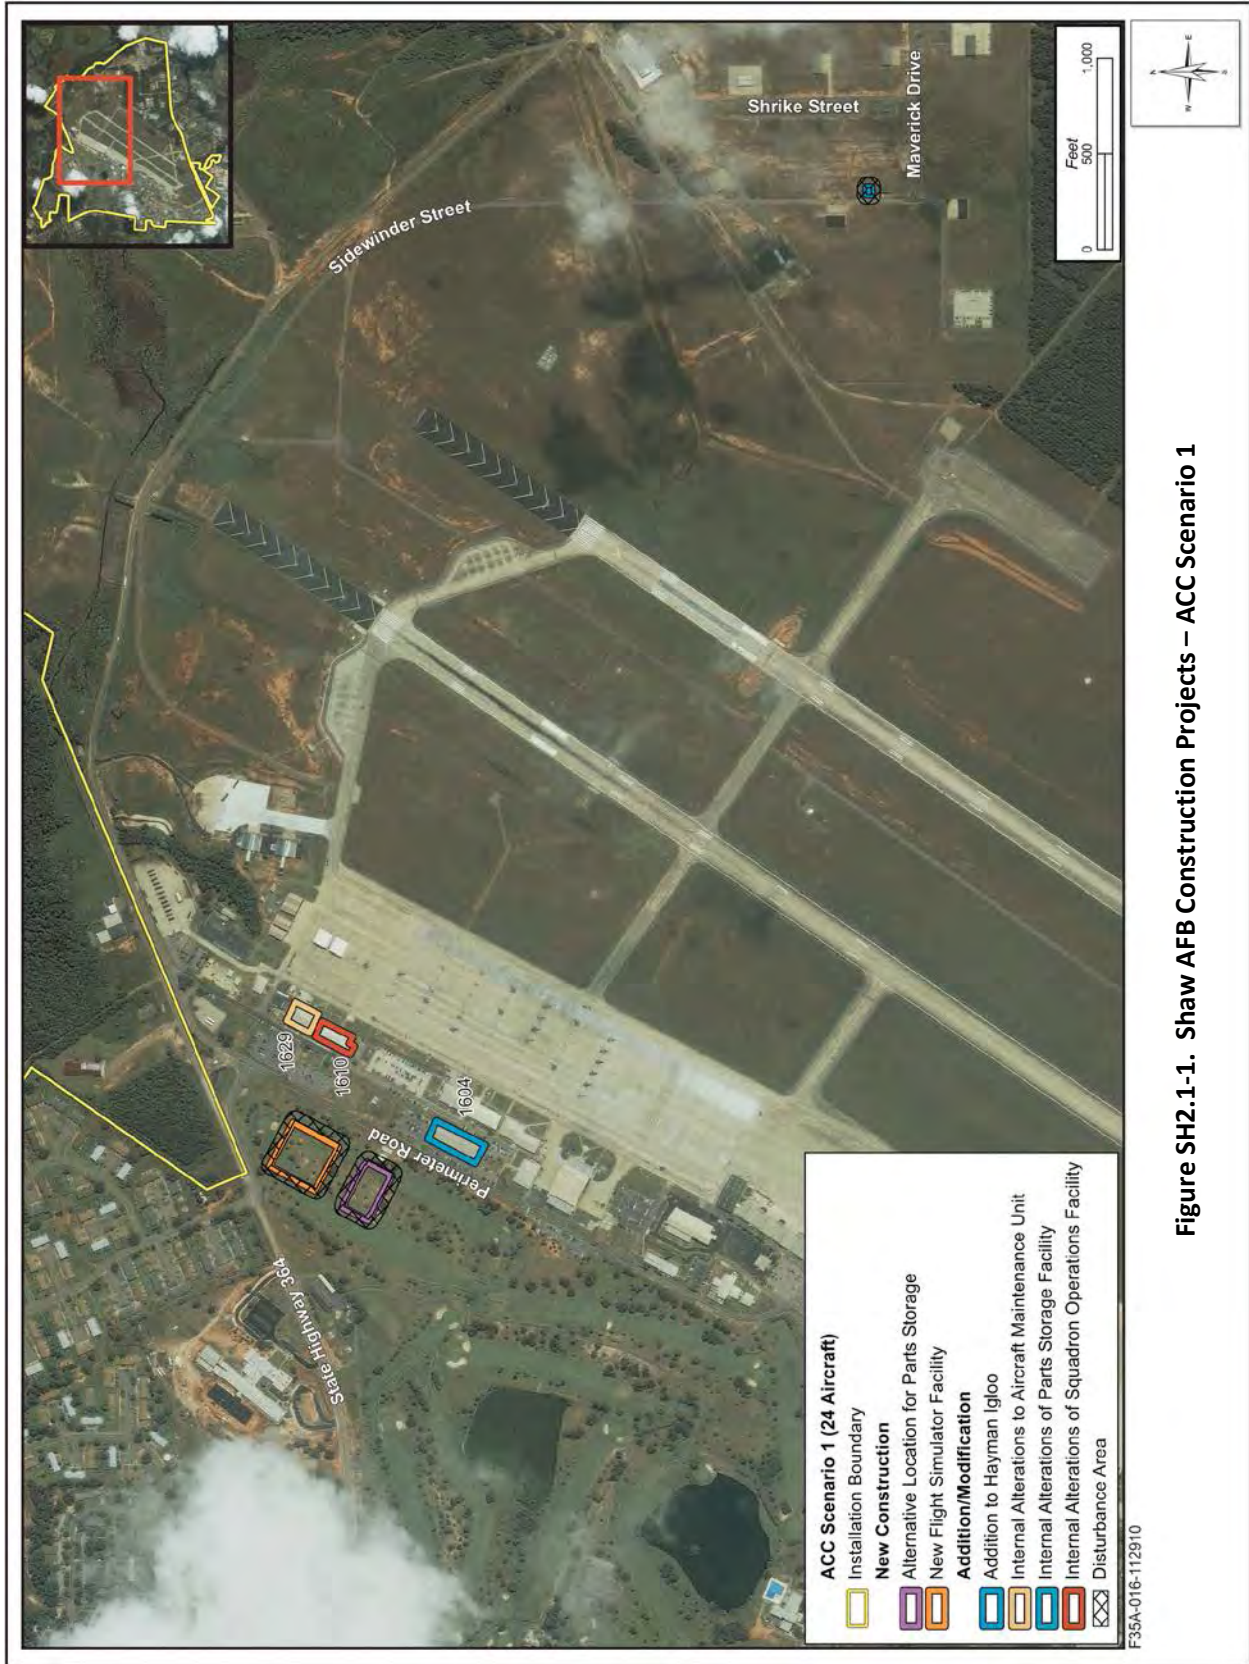 Shrike Street
Maverick Drive
Sidewinder Street
Feet
0 500 1,000
N
E
S
W
1629
1610
1604
Perimeter Road
State Highway 364
ACC Scenario 1 (24 Aircraft)
Installation Boundary
New Construction
Alternative Location for Parts Storage
New Flight Simulator Facility
Addition/Modification
Addition to Hayman Igloo
Internal Alterations to Aircraft Maintenance Unit
Internal Alterations of Parts Storage Facility
Internal Alterations of Squadron Operations Facility
Disturbance Area
F35A-016-112910
Figure SH2.1-1. Shaw AFB Construction Projects – ACC Scenario 1